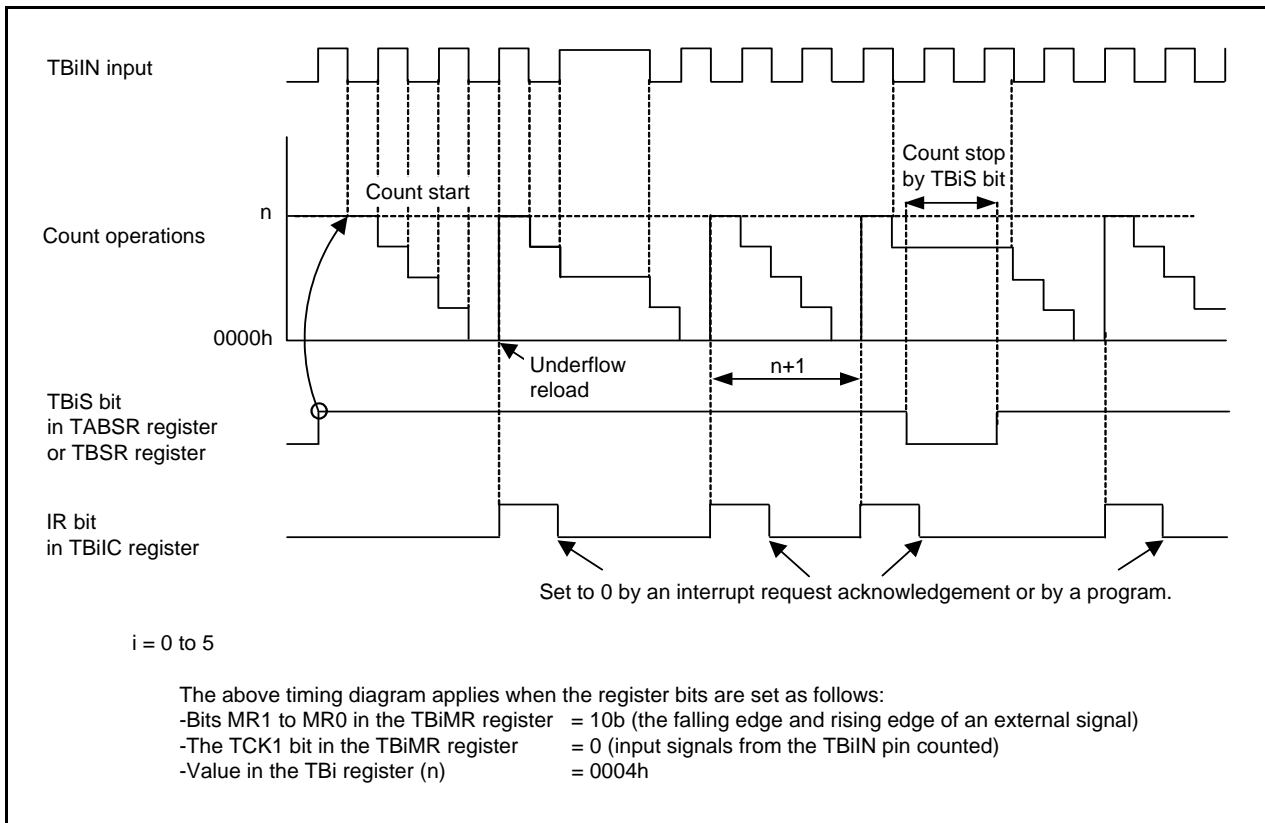 TBiIN input
Count stop
by TBiS bit
Count start
n
Count operations
0000h
Underflow
reload
n+1
TBiS bit
in TABSR register
or TBSR register
IR bit
in TBiIC register
Set to 0 by an interrupt request acknowledgement or by a program.
i = 0 to 5
The above timing diagram applies when the register bits are set as follows:
-Bits MR1 to MR0 in the TBiMR register = 10b (the falling edge and rising edge of an external signal)
-The TCK1 bit in the TBiMR register = 0 (input signals from the TBiIN pin counted)
-Value in the TBi register (n) = 0004h